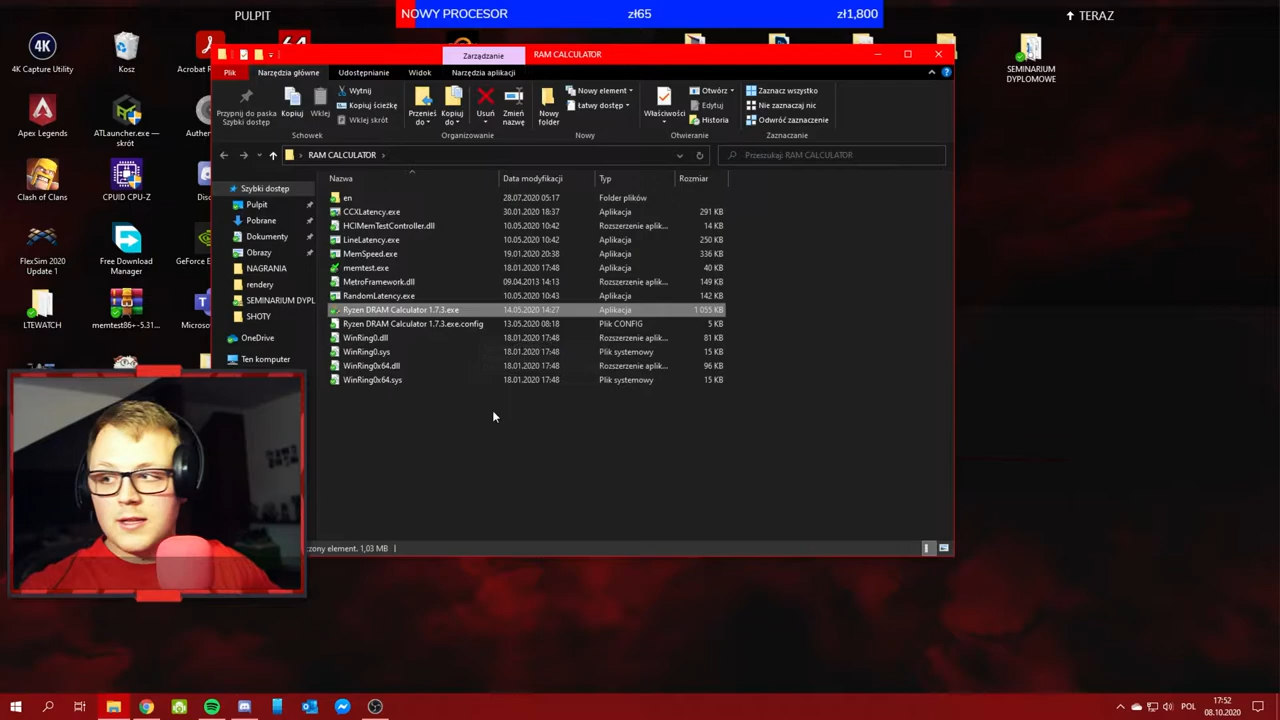 PULPIT
NOWY PROCESOR zł65 zł1,800
TERAZ
4K
4K Capture Utility
Kosz
Acrobat R
64
SEMINARIUM
DYPLOMOWE
Apex Legends
ATLauncher.exe —
skrót
Auther
Clash of Clans
CPUID CPU-Z
Disc
FlexSim 2020
Update 1
Free Download
Manager
GeForce E
LTEWATCH
memtest86+-5.31...
Microso
T
Zarządzanie
RAM CALCULATOR
Plik
Narzędzia główne
Udostępnianie
Widok
Narzędzia aplikacji
Przypnij do paska
Szybki dostęp
Kopiuj
Wklej
Wytnij
Kopiuj ścieżkę
Wklej skrót
Schowek
Przenieś
do
Kopiuj
do
Usuń
Zmień
nazwę
Organizowanie
Nowy
folder
Nowy element
Łatwy dostęp
Nowy
Właściwości
Otwórz
Edytuj
Historia
Otwieranie
Zaznacz wszystko
Nie zaznaczaj nic
Odwróć zaznaczenie
Zaznaczanie
RAM CALCULATOR
Przeszukaj: RAM CALCULATOR
Szybki dostęp
Pulpit
Pobrane
Dokumenty
Obrazy
NAGRANIA
rendery
SEMINARIUM DYPL
SHOTY
OneDrive
Ten komputer
Nazwa Data modyfikacji Typ Rozmiar
en 28.07.2020 05:17 Folder plików
CCXLatency.exe 30.01.2020 18:37 Aplikacja 291 KB
HCIMemTestController.dll 10.05.2020 10:42 Rozszerzenie aplik... 14 KB
LineLatency.exe 10.05.2020 10:42 Aplikacja 250 KB
MemSpeed.exe 19.01.2020 20:38 Aplikacja 336 KB
memtest.exe 18.01.2020 17:48 Aplikacja 40 KB
MetroFramework.dll 09.04.2013 14:13 Rozszerzenie aplik... 149 KB
RandomLatency.exe 10.05.2020 10:43 Aplikacja 142 KB
Ryzen DRAM Calculator 1.7.3.exe 14.05.2020 14:27 Aplikacja 1 055 KB
Ryzen DRAM Calculator 1.7.3.exe.config 13.05.2020 08:18 Plik CONFIG 5 KB
WinRing0.dll 18.01.2020 17:48 Rozszerzenie aplik... 81 KB
WinRing0.sys 18.01.2020 17:48 Plik systemowy 15 KB
WinRing0x64.dll 18.01.2020 17:48 Rozszerzenie aplik... 96 KB
WinRing0x64.sys 18.01.2020 17:48 Plik systemowy 15 KB
czony element. 1,03 MB
POL
17:52
08.10.2020